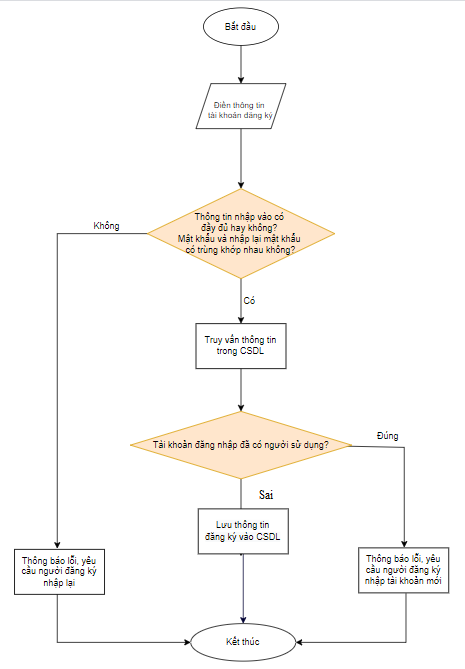 Bắt đầu
Điền thông tin
tài khoản đăng ký
Thông tin nhập vào có
đầy đủ hay không?
Mật khẩu và nhập lại mật khẩu
có trùng khớp nhau không?
Không
Có
Truy vấn thông tin
trong CSDL
Tài khoản đăng nhập đã có người sử dụng?
Đúng
Sai
Lưu thông tin
đăng ký vào CSDL
Thông báo lỗi, yêu
cầu người đăng ký
nhập lại
Thông báo lỗi, yêu
cầu người đăng ký
nhập tài khoản mới
Kết thúc